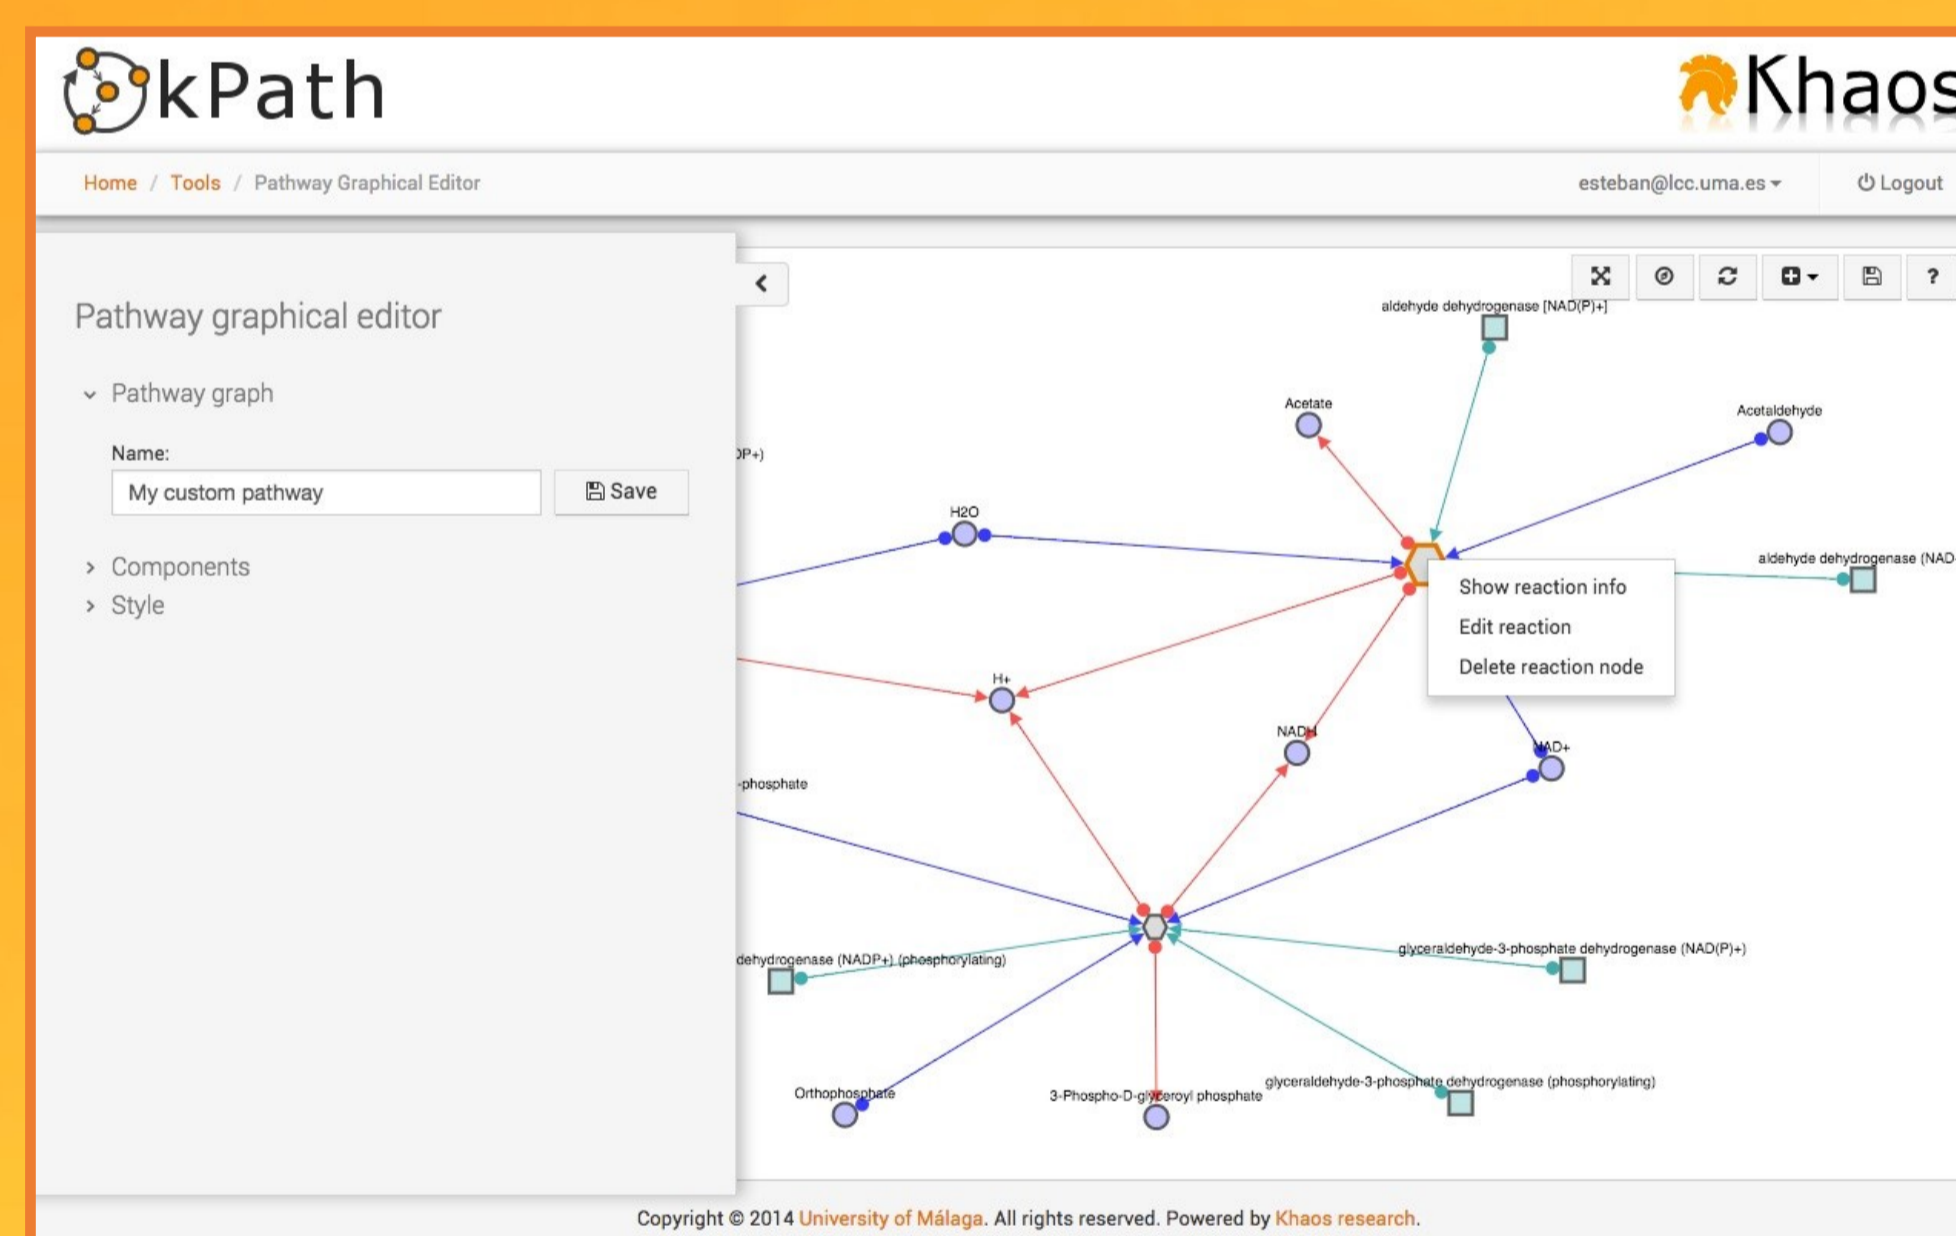 kPath
Khaos
Home / Tools / Pathway Graphical Editor
esteban@lcc.uma.es
Logout
Pathway graphical editor
Pathway graph
Name:
My custom pathway
Save
Components
Style
?
aldehyde dehydrogenase [NAD(P)+]
Acetate
Acetaldehyde
DP+)
H2O
aldehyde dehydrogenase (NAD
Show reaction info
Edit reaction
Delete reaction node
H+
NADH
NAD+
-phosphate
glyceraldehyde-3-phosphate dehydrogenase (NAD(P)+)
dehydrogenase (NADP+) (phosphorylating)
glyceraldehyde-3-phosphate dehydrogenase (phosphorylating)
Orthophosphate
3-Phospho-D-glyceroyl phosphate
Copyright © 2014 University of Málaga. All rights reserved. Powered by Khaos research.